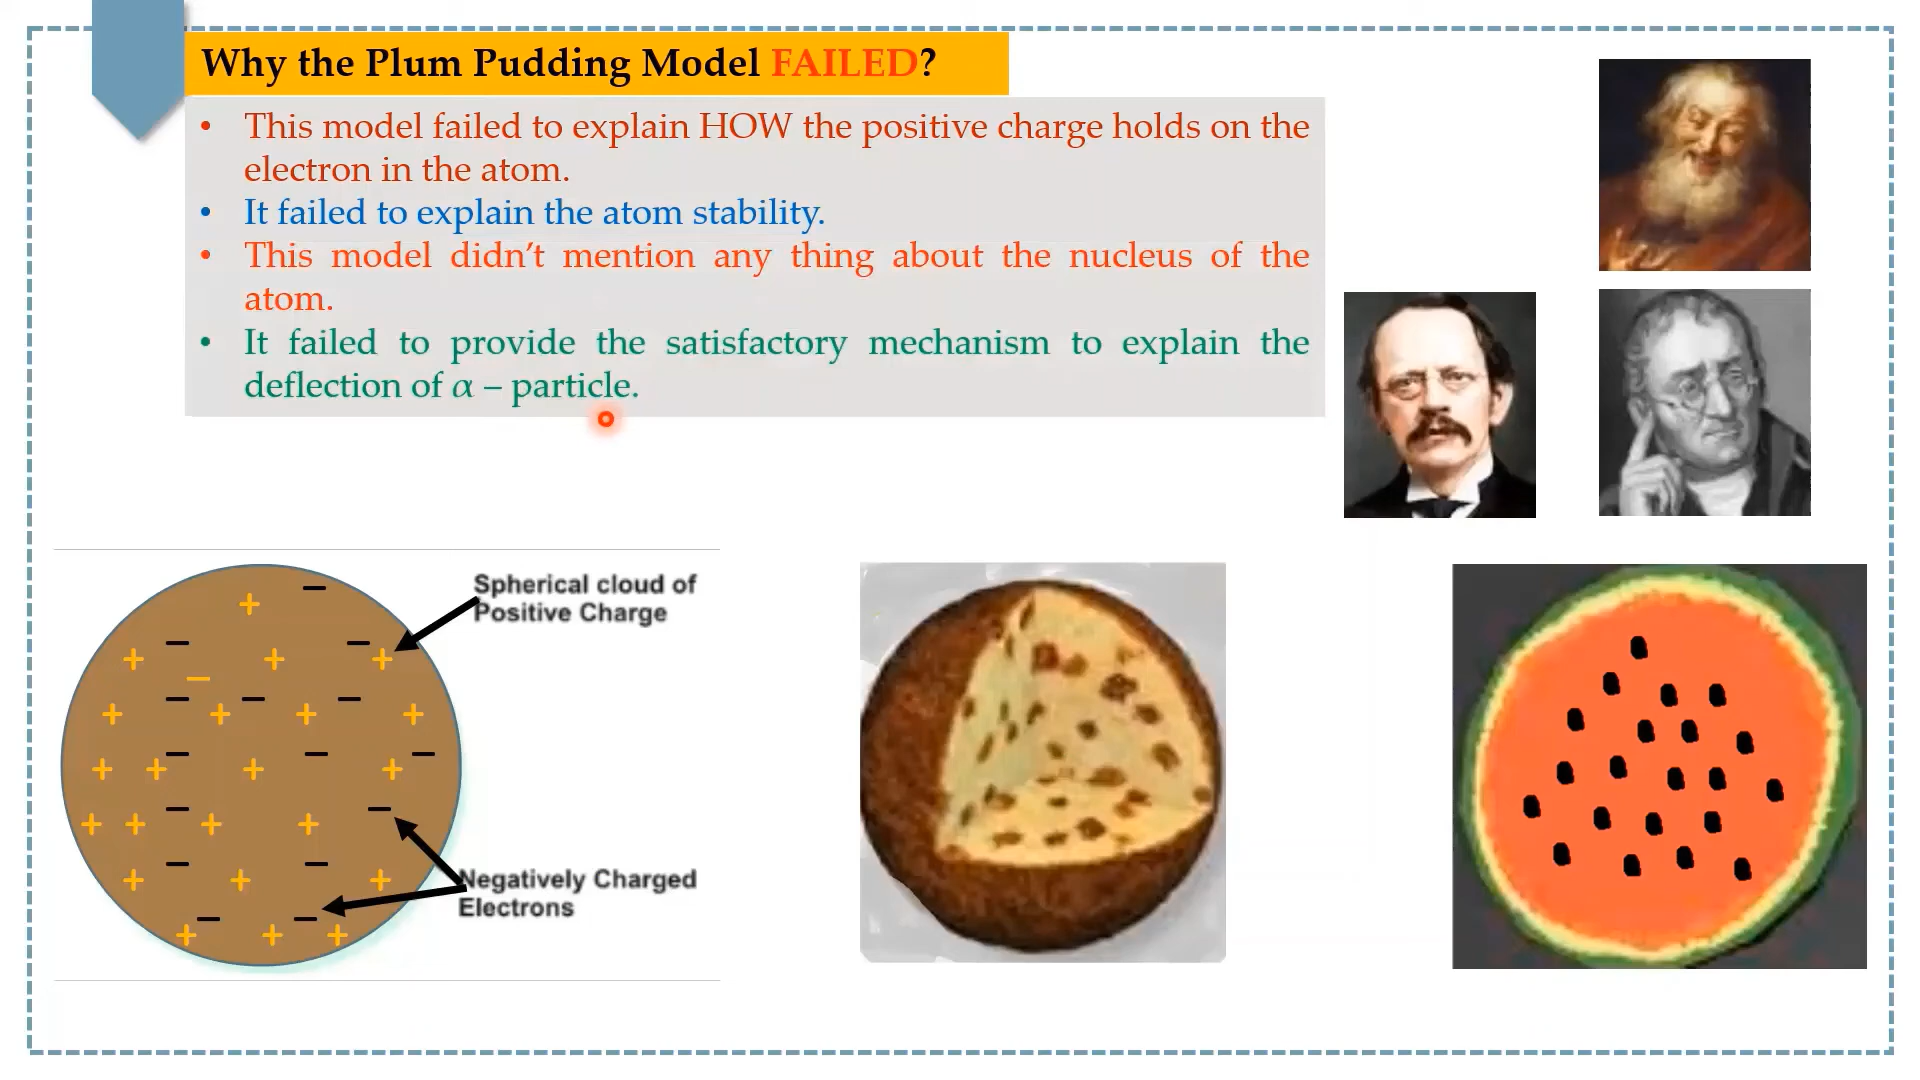 Why the Plum Pudding Model FAILED?
• This model failed to explain HOW the positive charge holds on the
electron in the atom.
• It failed to explain the atom stability.
• This model didn’t mention any thing about the nucleus of the
atom.
• It failed to provide the satisfactory mechanism to explain the
deflection of α – particle.
Spherical cloud of
Positive Charge
Negatively Charged
Electrons